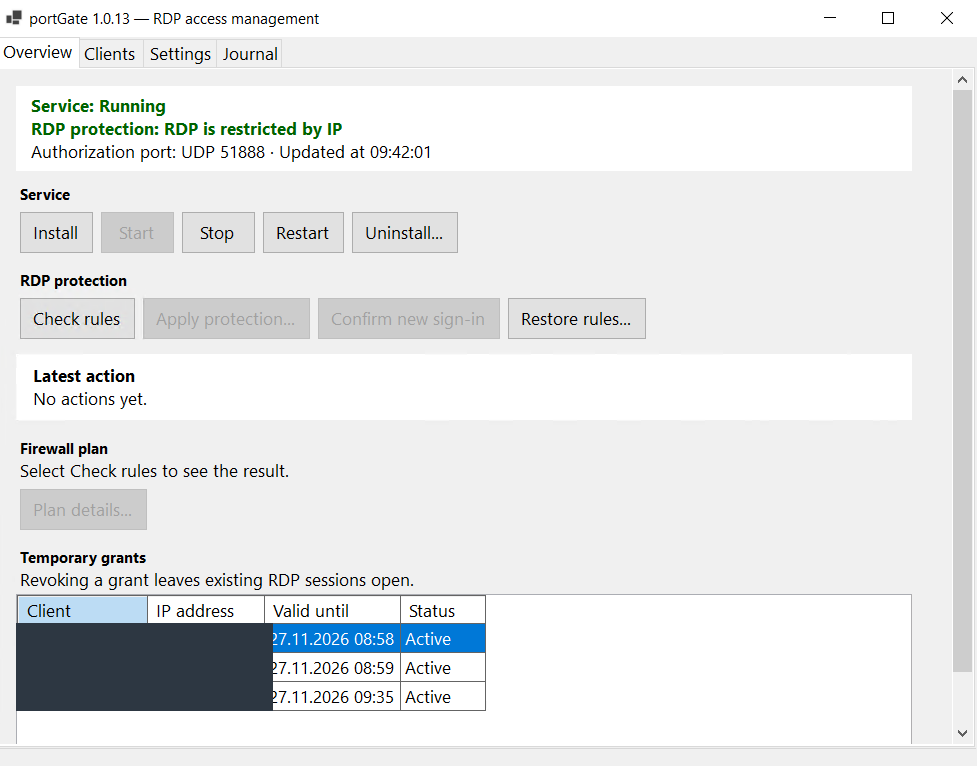 portGate 1.0.13 — RDP access management
Overview Clients Settings Journal
Service: Running
RDP protection: RDP is restricted by IP
Authorization port: UDP 51888 · Updated at 09:42:01
Service
Install Start Stop Restart Uninstall...
RDP protection
Check rules Apply protection... Confirm new sign-in Restore rules...
Latest action
No actions yet.
Firewall plan
Select Check rules to see the result.
Plan details...
Temporary grants
Revoking a grant leaves existing RDP sessions open.
Client IP address Valid until Status
27.11.2026 08:58 Active
27.11.2026 08:59 Active
27.11.2026 09:35 Active